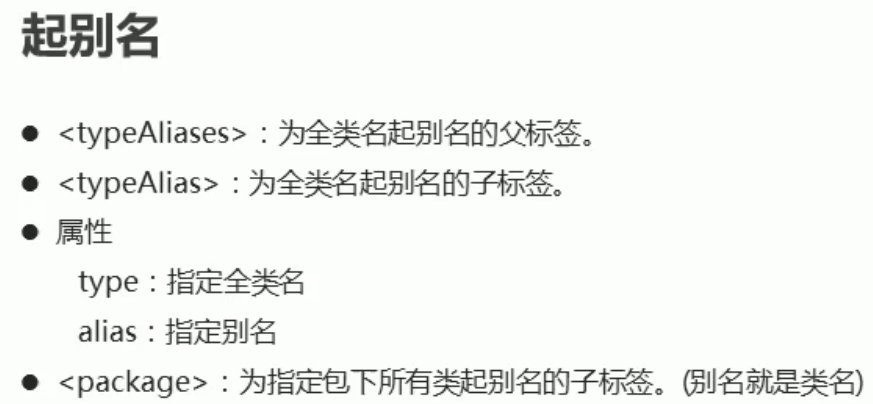 起别名
● <typeAliases>：为全类名起别名的父标签。
● <typeAlias>：为全类名起别名的子标签。
● 属性
type：指定全类名
alias：指定别名
● <package>：为指定包下所有类起别名的子标签。(别名就是类名)